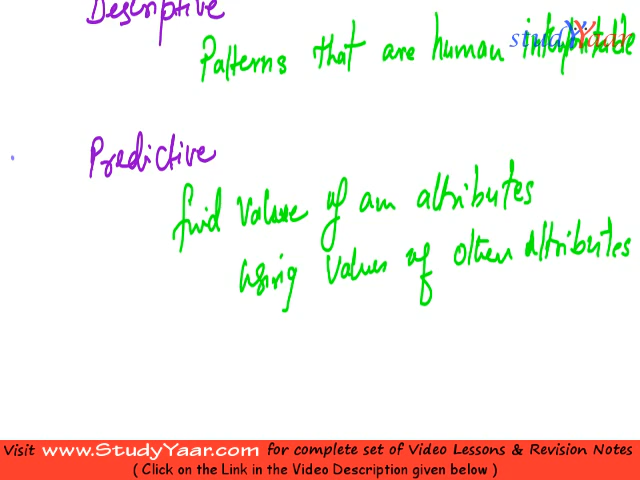 Descriptive
studyYaar
Patterns that are human interpritable
Predictive
find value of an attributes
using values of other attributes
Visit www.StudyYaar.com for complete set of Video Lessons & Revision Notes
( Click on the Link in the Video Description given below )